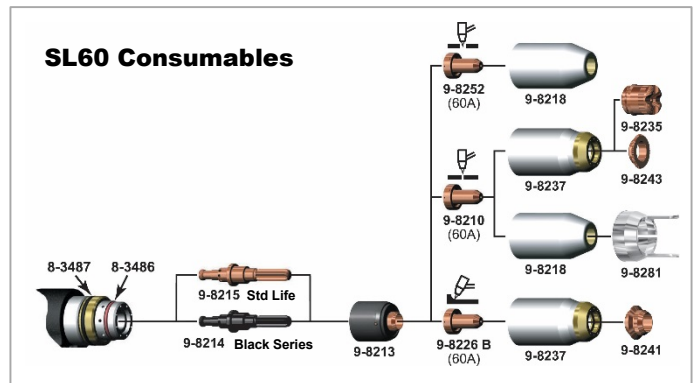 SL60 Consumables
9-8252
(60A)
9-8218
9-8235
9-8243
9-8237
9-8210
(60A)
9-8218
9-8281
8-3487
8-3486
9-8215 Std Life
9-8214 Black Series
9-8213
9-8226 B
(60A)
9-8237
9-8241